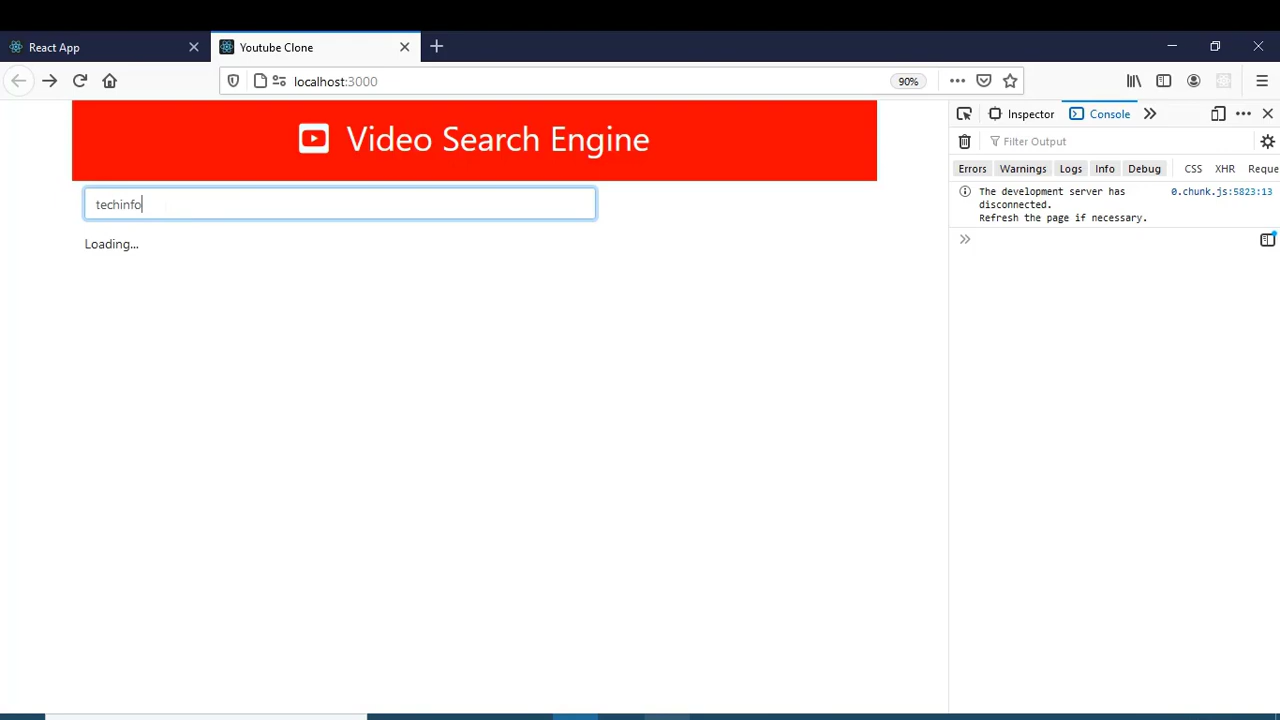 React App
Youtube Clone
localhost:3000
90%
Video Search Engine
techinfo
Loading...
Inspector
Console
Filter Output
Errors Warnings Logs Info Debug CSS XHR Reque
The development server has 0.chunk.js:5823:13
disconnected.
Refresh the page if necessary.